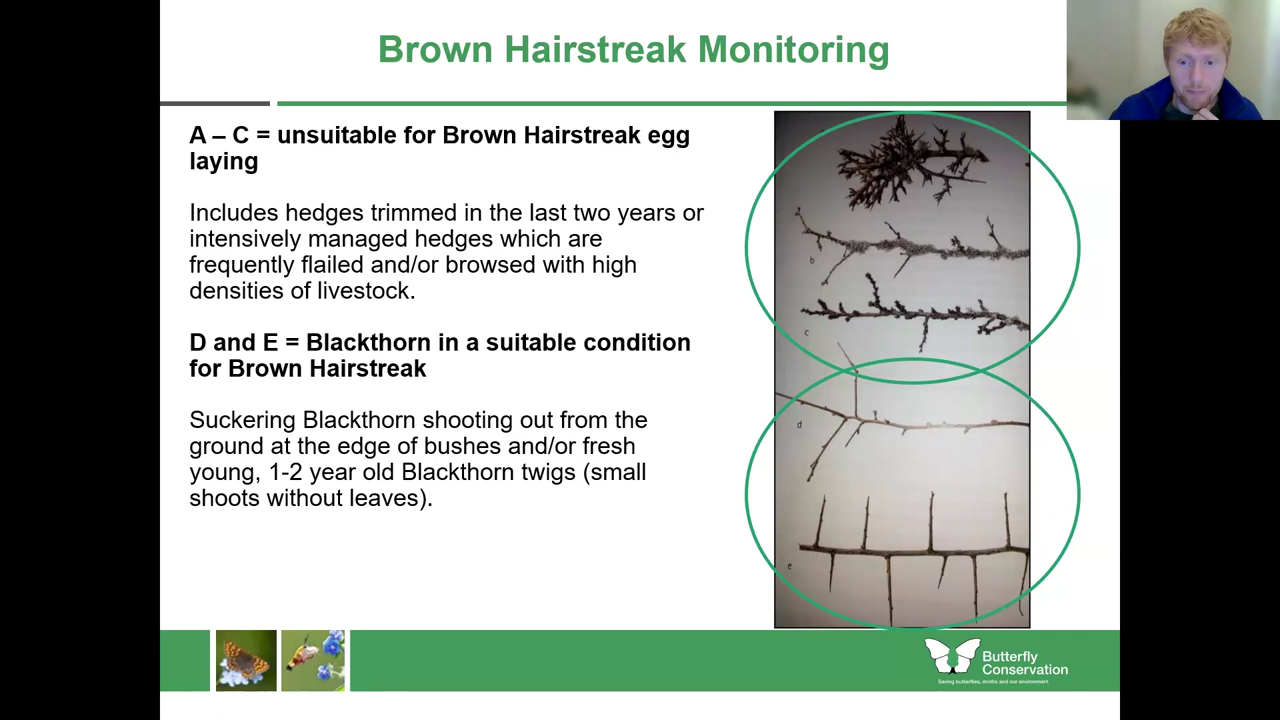 Brown Hairstreak Monitoring
A – C = unsuitable for Brown Hairstreak egg
laying
Includes hedges trimmed in the last two years or
intensively managed hedges which are
frequently flailed and/or browsed with high
densities of livestock.
D and E = Blackthorn in a suitable condition
for Brown Hairstreak
Suckering Blackthorn shooting out from the
ground at the edge of bushes and/or fresh
young, 1-2 year old Blackthorn twigs (small
shoots without leaves).
b
c
d
e
Butterfly
Conservation
Saving butterflies, moths and our environment